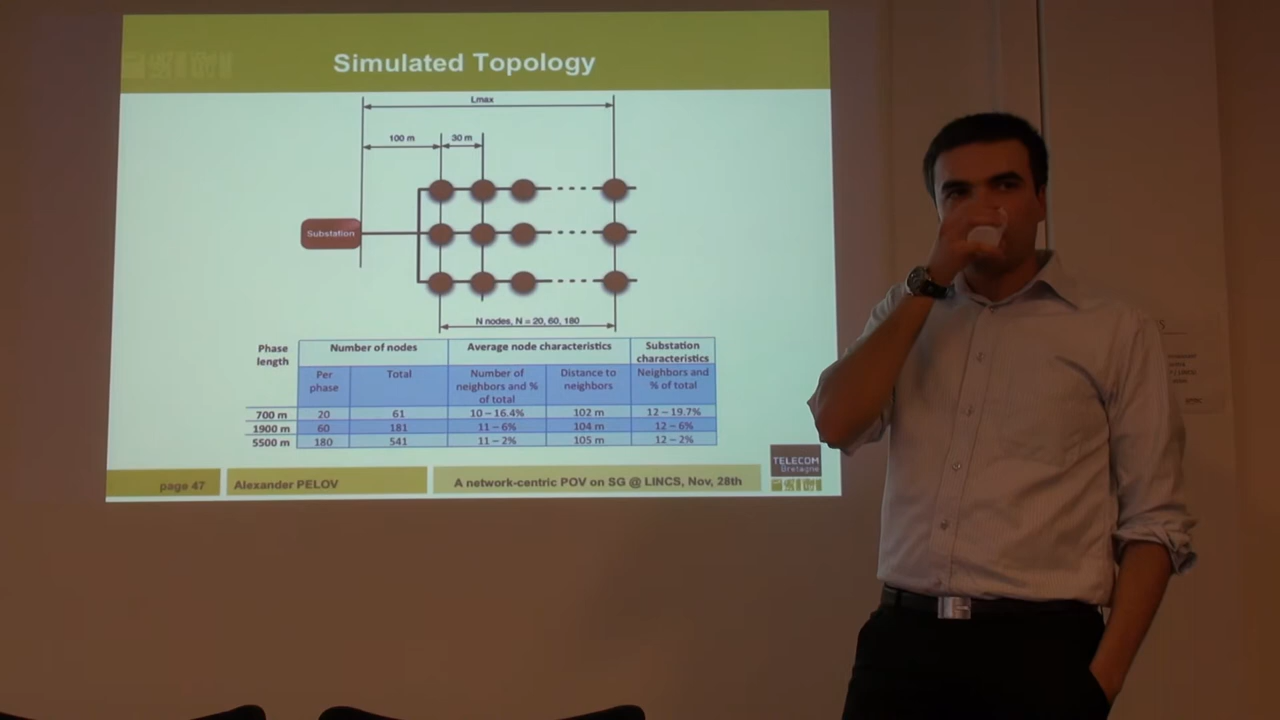 Simulated Topology
Lmax
100 m
30 m
Substation
N nodes, N = 20, 60, 180
Phase length
Number of nodes
Average node characteristics
Substation characteristics
Per phase
Total
Number of neighbors and % of total
Distance to neighbors
Neighbors and % of total
700 m 20 61 10 – 16.4% 102 m 12 – 19.7%
1900 m 60 181 11 – 6% 104 m 12 – 6%
5500 m 180 541 11 – 2% 105 m 12 – 2%
page 47
Alexander PELOV
A network-centric POV on SG @ LINCS, Nov, 28th
TELECOM
Bretagne